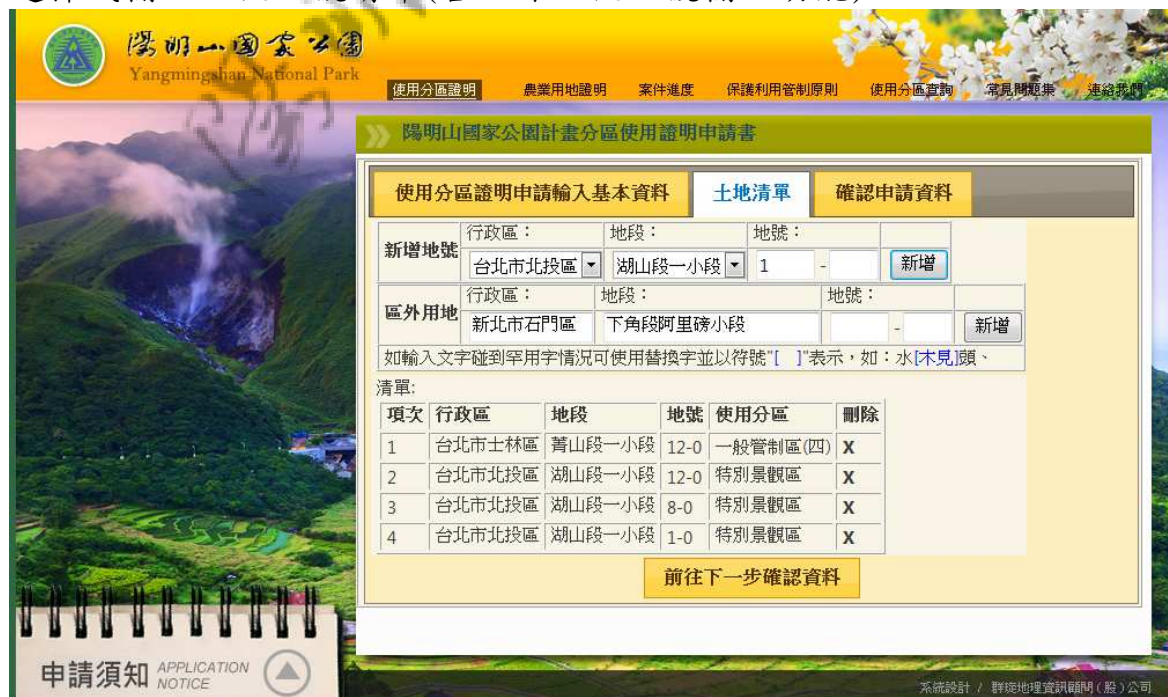 陽明山國家公園
Yangmingshan National Park
使用分區證明 農業用地證明 案件進度 保護利用管制原則 使用分區查詢 常見問題集 連絡我們
陽明山國家公園計畫分區使用證明申請書
使用分區證明申請輸入基本資料 土地清單 確認申請資料
行政區： 地段： 地號：
新增地號 台北市北投區 湖山段一小段 1 - 新增
行政區： 地段： 地號：
區外用地 新北市石門區 下角段阿里磅小段 - 新增
如輸入文字碰到罕用字情況可使用替換字並以符號"[ ]"表示，如：水[木見]頭、
清單:
項次 行政區 地段 地號 使用分區 刪除
1 台北市士林區 菁山段一小段 12-0 一般管制區(四) X
2 台北市北投區 湖山段一小段 12-0 特別景觀區 X
3 台北市北投區 湖山段一小段 8-0 特別景觀區 X
4 台北市北投區 湖山段一小段 1-0 特別景觀區 X
前往下一步確認資料
申請須知 APPLICATION NOTICE
系統設計 / 群琁地理資訊顧問(股)公司